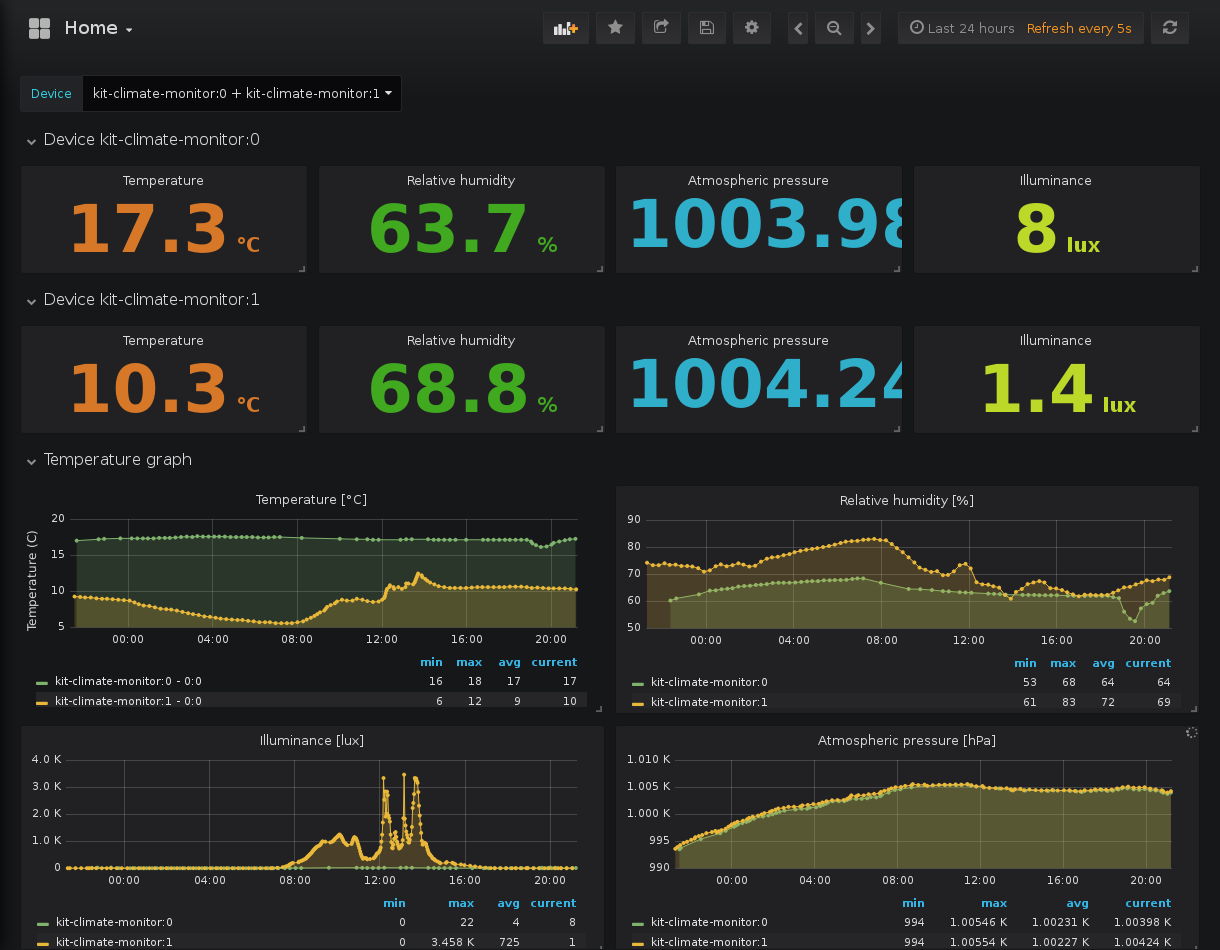 Home
Last 24 hours Refresh every 5s
Device kit-climate-monitor:0 + kit-climate-monitor:1
Device kit-climate-monitor:0
Temperature Relative humidity Atmospheric pressure Illuminance
17.3 °C 63.7 % 1003.98 8 lux
Device kit-climate-monitor:1
Temperature Relative humidity Atmospheric pressure Illuminance
10.3 °C 68.8 % 1004.24 1.4 lux
Temperature graph
Temperature [°C]
Temperature (C)
20
15
10
5
00:00 04:00 08:00 12:00 16:00 20:00
min max avg current
kit-climate-monitor:0 - 0:0 16 18 17 17
kit-climate-monitor:1 - 0:0 6 12 9 10
Relative humidity [%]
90
80
70
60
50
00:00 04:00 08:00 12:00 16:00 20:00
min max avg current
kit-climate-monitor:0 53 68 64 64
kit-climate-monitor:1 61 83 72 69
Illuminance [lux]
4.0 K
3.0 K
2.0 K
1.0 K
0
00:00 04:00 08:00 12:00 16:00 20:00
min max avg current
kit-climate-monitor:0 0 22 4 8
kit-climate-monitor:1 0 3.458 K 725 1
Atmospheric pressure [hPa]
1.010 K
1.005 K
1.000 K
995
990
00:00 04:00 08:00 12:00 16:00 20:00
min max avg current
kit-climate-monitor:0 994 1.00546 K 1.00231 K 1.00398 K
kit-climate-monitor:1 994 1.00554 K 1.00227 K 1.00424 K